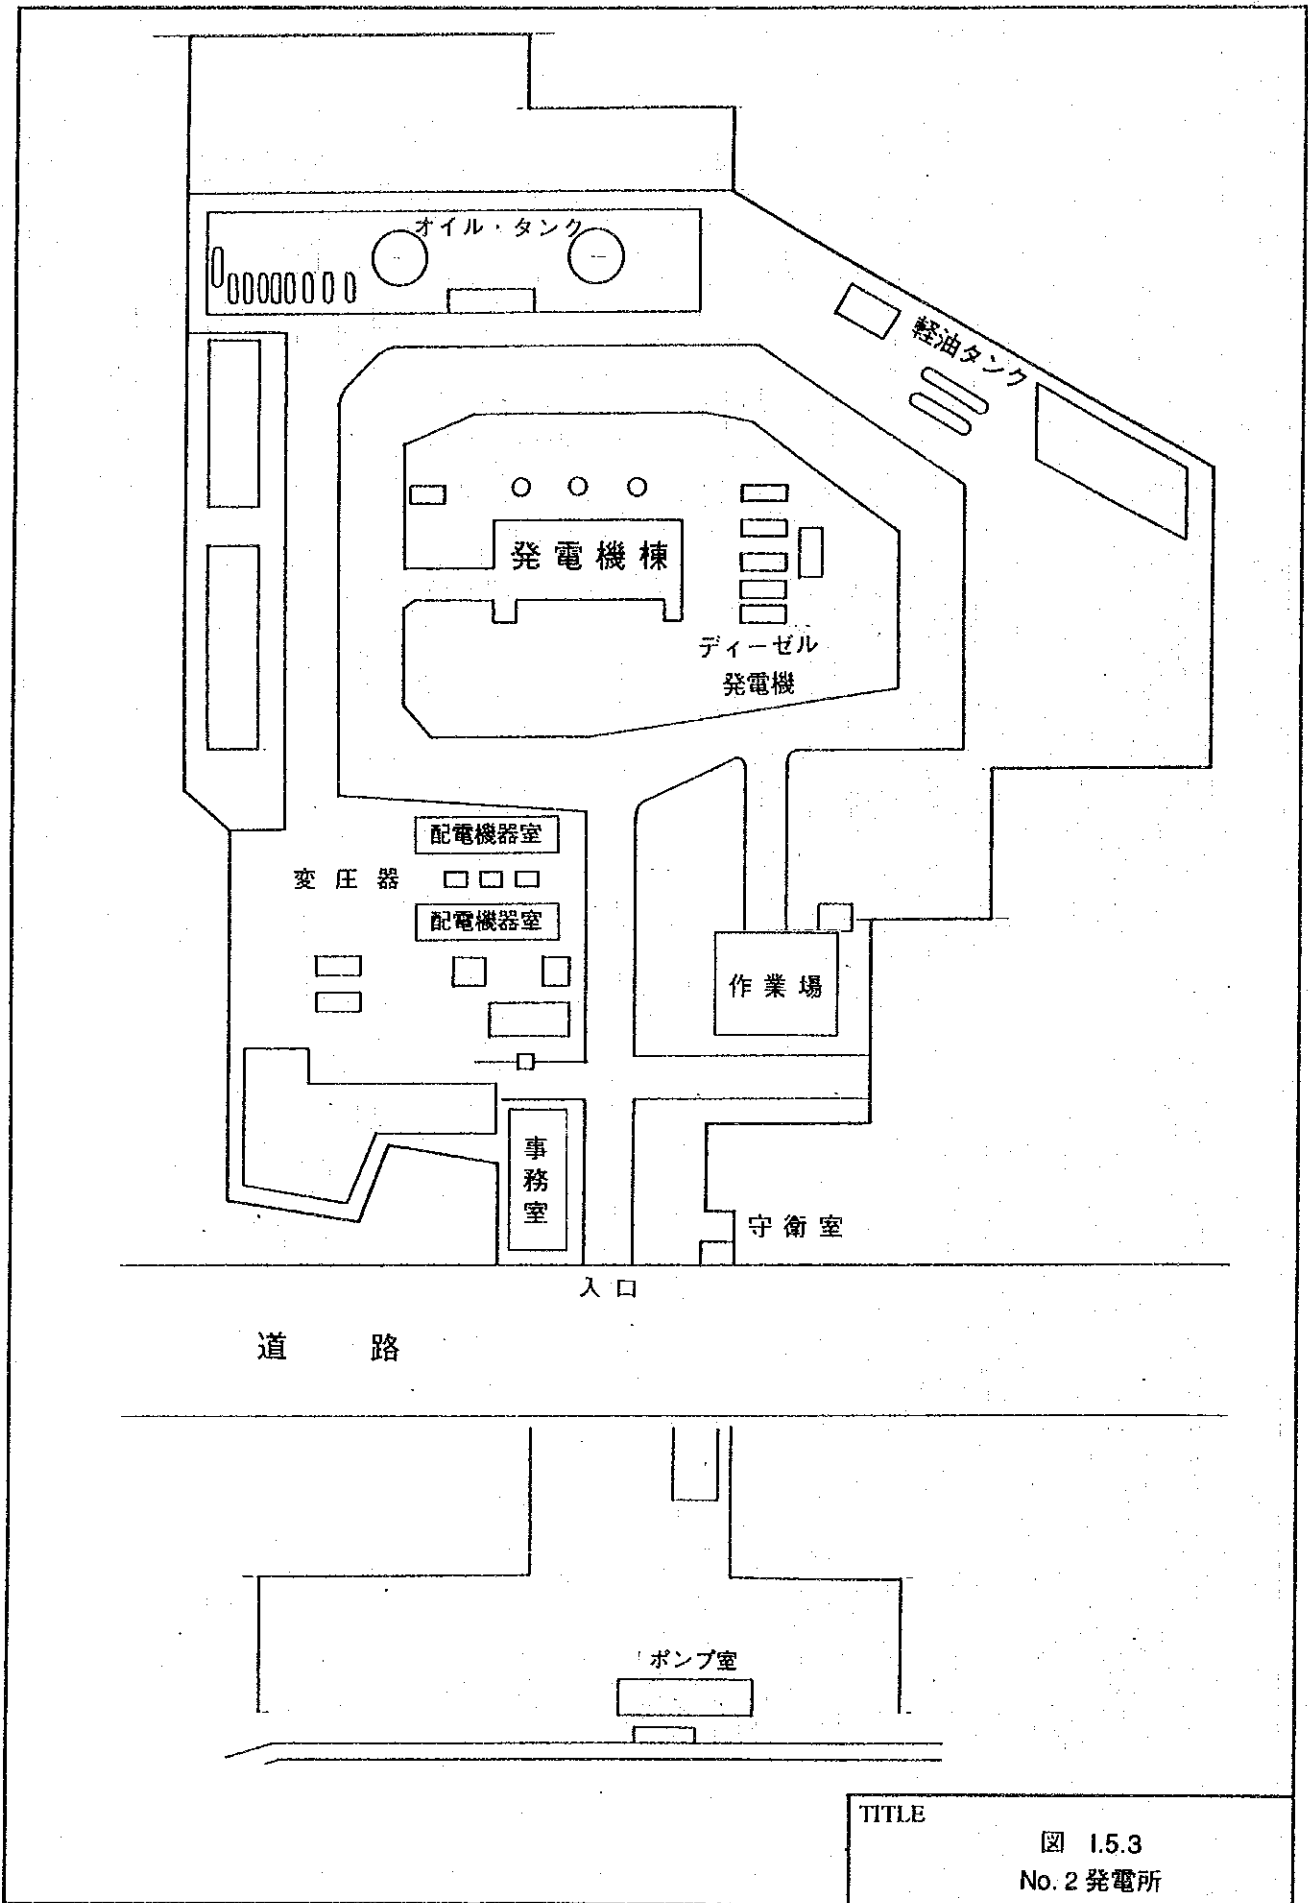 オイル・タンク
軽油タンク
発電機棟
ディーゼル
発電機
配電機器室
変圧器
配電機器室
作業場
事務室
守衛室
入口
道路
ポンプ室
TITLE
図 I.5.3
No. 2 発電所